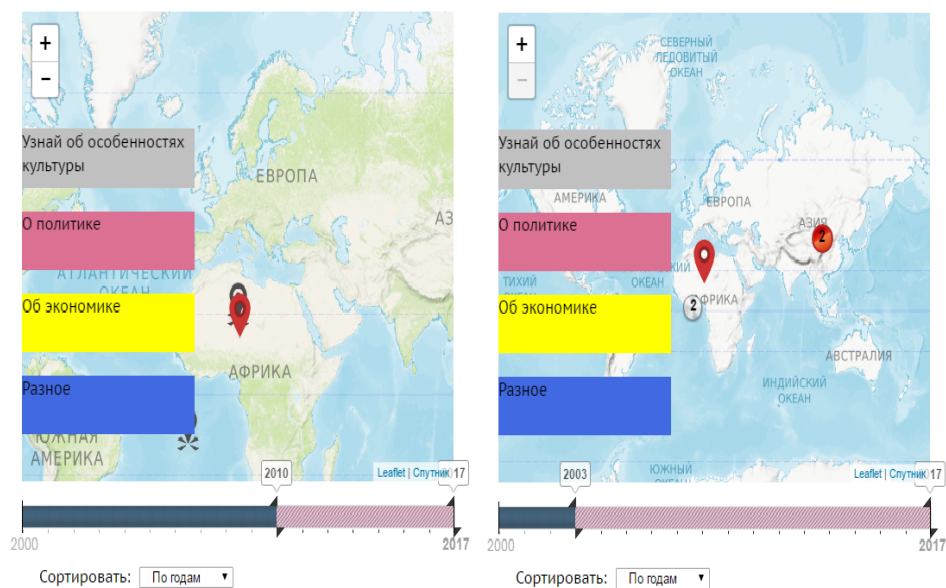 +
−
Узнай об особенностях
культуры
ЕВРОПА
О политике
АЗ
АТЛАНТИЧЕСКИЙ
ОКЕАН
Об экономике
АФРИКА
Разное
ЮЖНАЯ
АМЕРИКА
Leaflet | Спутник
2010
17
2000
2017
Сортировать: По годам
+
−
СЕВЕРНЫЙ
ЛЕДОВИТЫЙ
ОКЕАН
Узнай об особенностях
культуры
АМЕРИКА
ЕВРОПА
АЗИЯ
О политике
2
ТИХИЙ
ОКЕАН
2
АФРИКА
Об экономике
АВСТРАЛИЯ
Разное
ИНДИЙСКИЙ
ОКЕАН
ЮЖНЫЙ
Leaflet | Спутник
2003
17
2000
2017
Сортировать: По годам